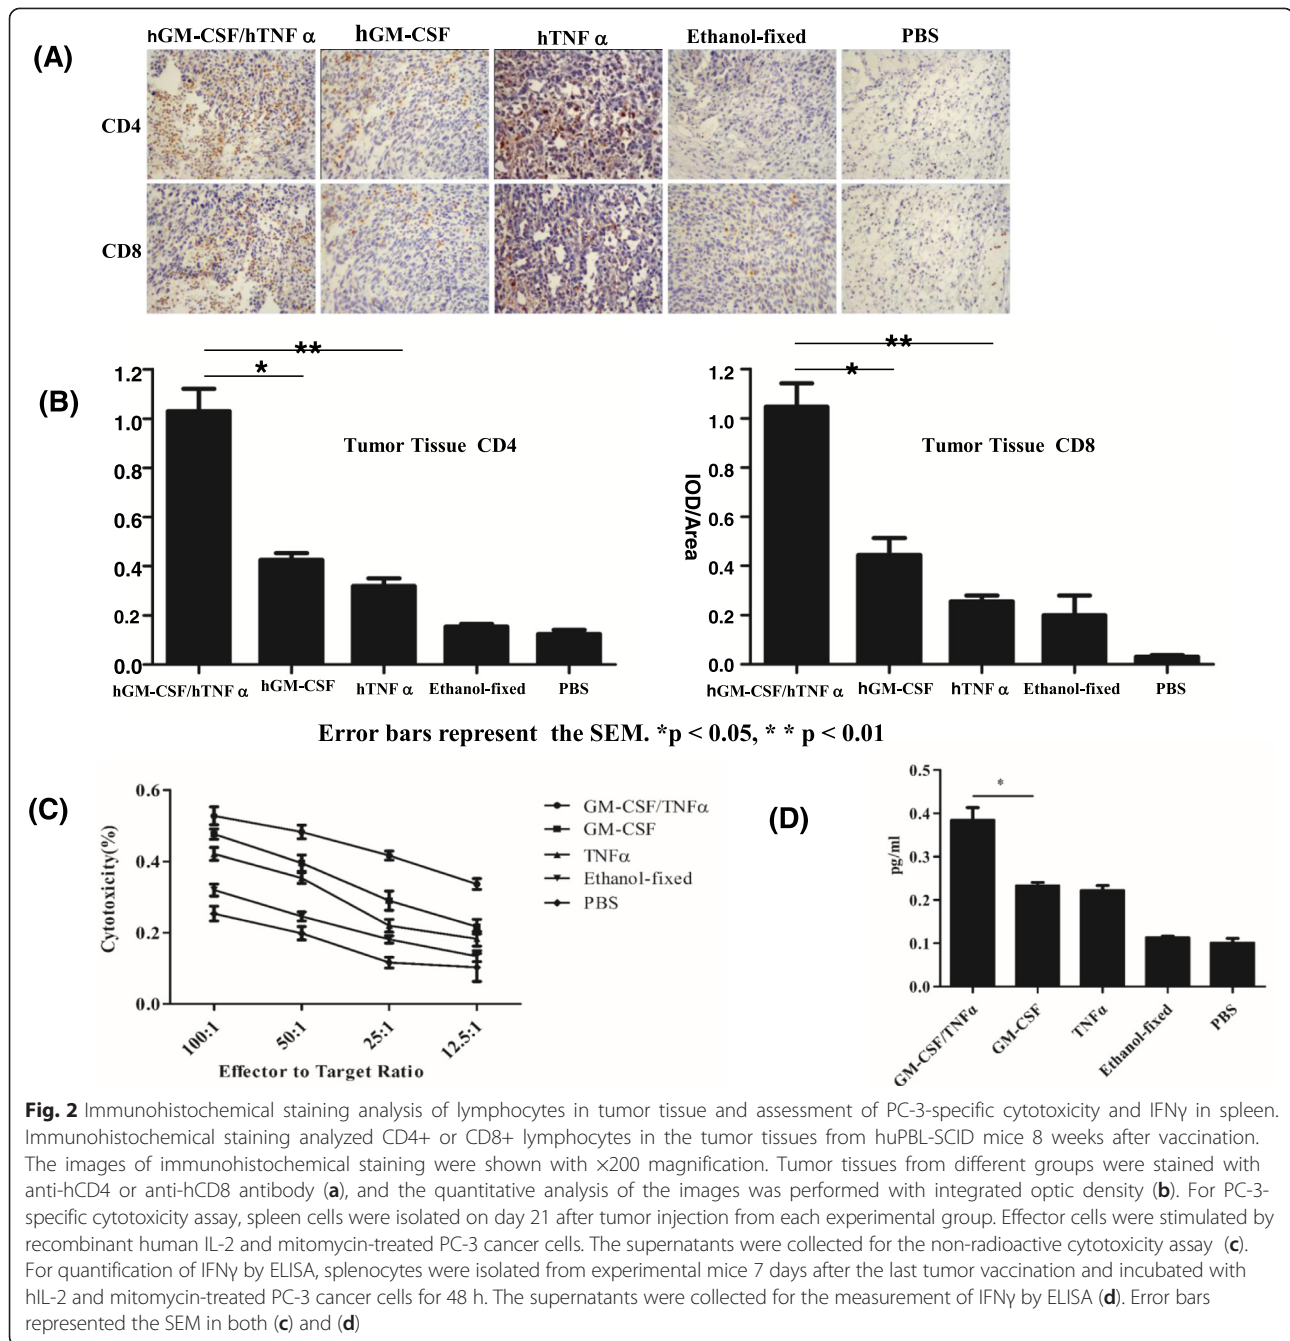 hGM-CSF/hTNF α hGM-CSF hTNF α Ethanol-fixed PBS
(A)
CD4
CD8
** **
* *
(B)
1.2 1.2
1.0 1.0
0.8 0.8
0.6 0.6
0.4 0.4
0.2 0.2
0.0 0.0
Tumor Tissue CD4 Tumor Tissue CD8
IOD/Area
hGM-CSF/hTNF α hGM-CSF hTNF α Ethanol-fixed PBS
hGM-CSF/hTNF α hGM-CSF hTNF α Ethanol-fixed PBS
Error bars represent the SEM. *p < 0.05, * * p < 0.01
(C)
Cytotoxicity(%)
0.6
0.4
0.2
0.0
100:1 50:1 25:1 12.5:1
Effector to Target Ratio
GM-CSF/TNFα
GM-CSF
TNFα
Ethanol-fixed
PBS
(D)
pg/ml
0.5
0.4
0.3
0.2
0.1
0.0
*
GM-CSF/TNFα GM-CSF TNFα Ethanol-fixed PBS
Fig. 2 Immunohistochemical staining analysis of lymphocytes in tumor tissue and assessment of PC-3-specific cytotoxicity and IFNγ in spleen.
Immunohistochemical staining analyzed CD4+ or CD8+ lymphocytes in the tumor tissues from huPBL-SCID mice 8 weeks after vaccination.
The images of immunohistochemical staining were shown with ×200 magnification. Tumor tissues from different groups were stained with
anti-hCD4 or anti-hCD8 antibody (a), and the quantitative analysis of the images was performed with integrated optic density (b). For PC-3-
specific cytotoxicity assay, spleen cells were isolated on day 21 after tumor injection from each experimental group. Effector cells were stimulated by
recombinant human IL-2 and mitomycin-treated PC-3 cancer cells. The supernatants were collected for the non-radioactive cytotoxicity assay (c).
For quantification of IFNγ by ELISA, splenocytes were isolated from experimental mice 7 days after the last tumor vaccination and incubated with
hIL-2 and mitomycin-treated PC-3 cancer cells for 48 h. The supernatants were collected for the measurement of IFNγ by ELISA (d). Error bars
represented the SEM in both (c) and (d)